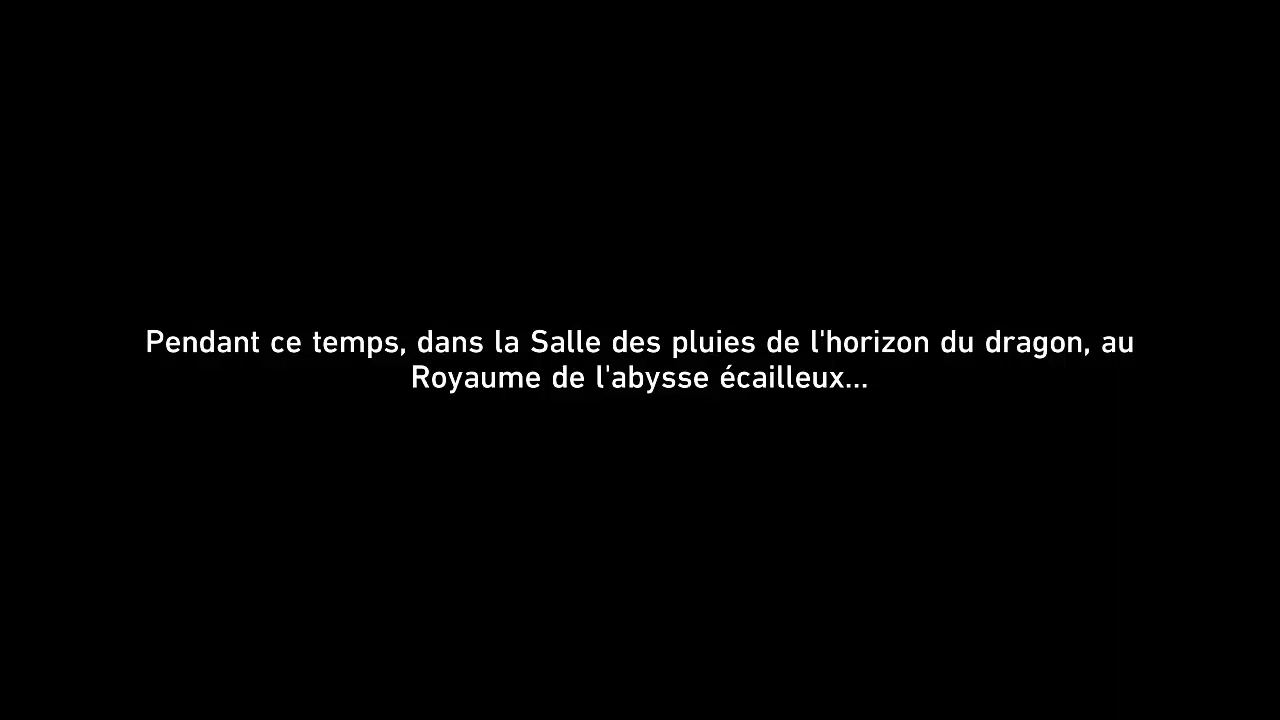 Pendant ce temps, dans la Salle des pluies de l'horizon du dragon, au
Royaume de l'abysse écailleux...